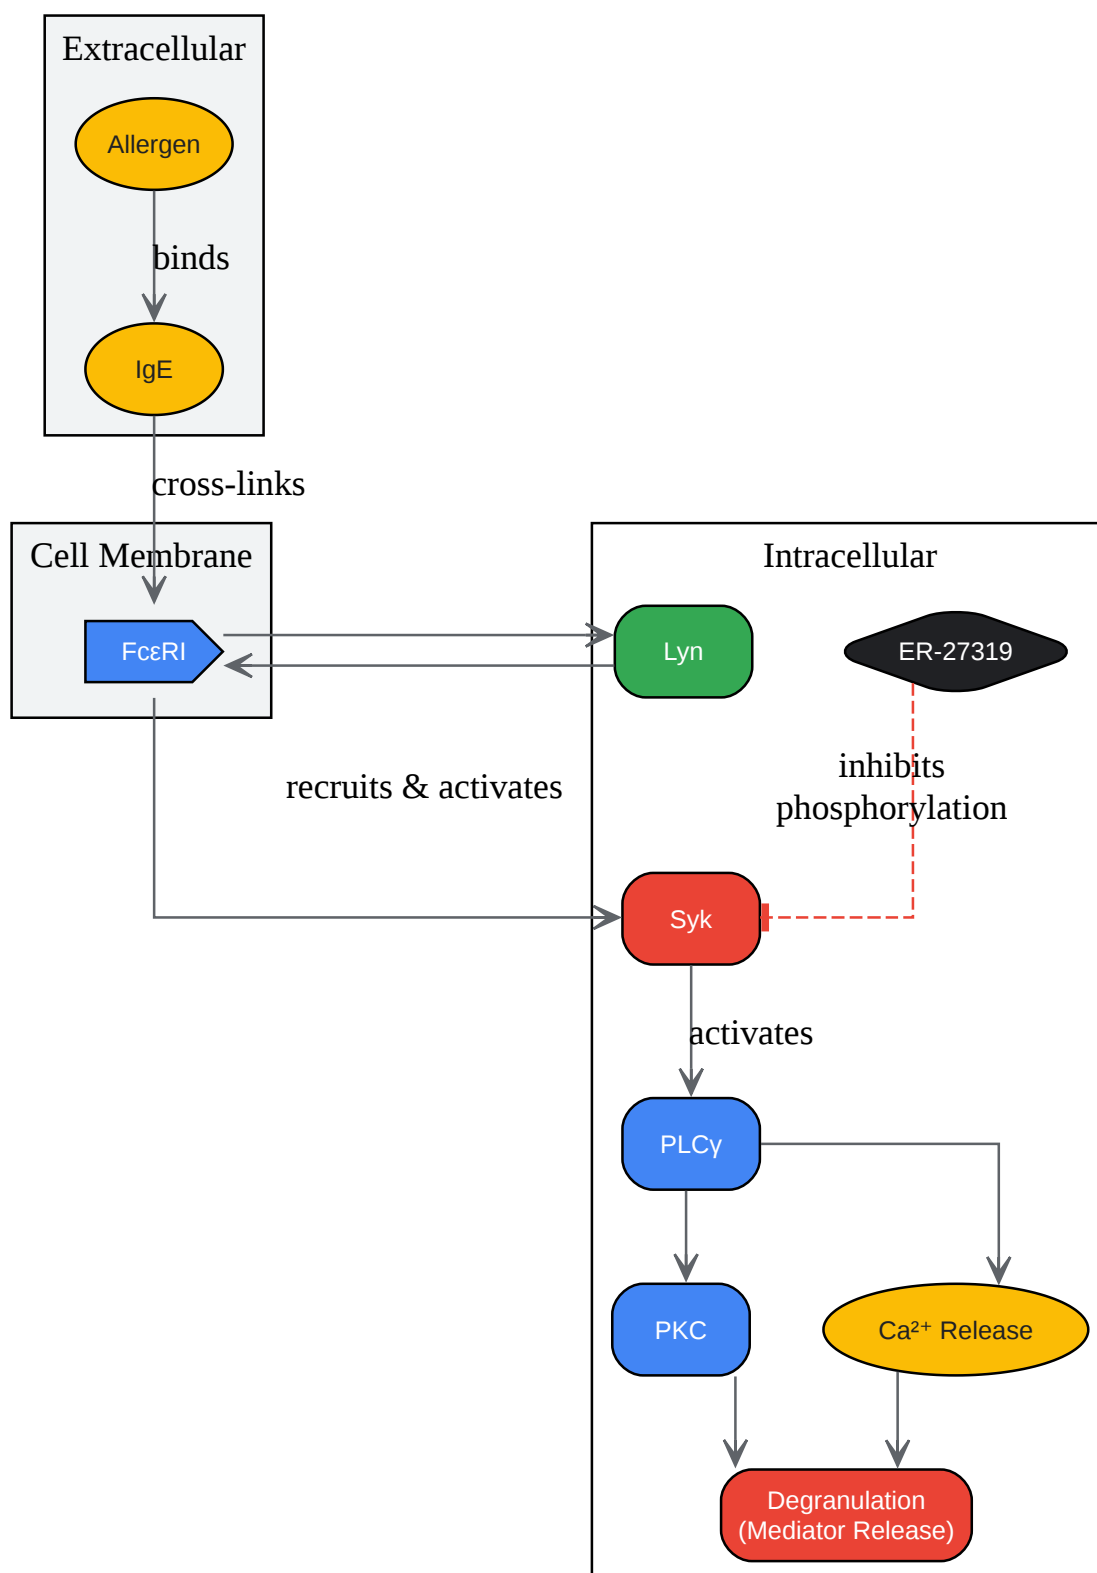 Extracellular
Allergen
binds
IgE
cross-links
Cell Membrane
FcεRI
Intracellular
Lyn
ER-27319
recruits & activates
inhibits
phosphorylation
Syk
activates
PLCγ
PKC
Ca²⁺ Release
Degranulation
(Mediator Release)